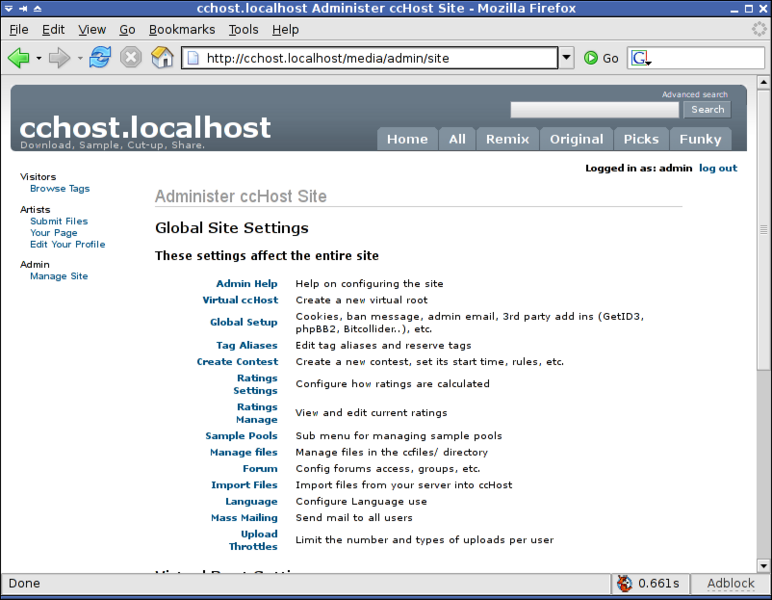 cchost.localhost Administer ccHost Site - Mozilla Firefox
File Edit View Go Bookmarks Tools Help
http://cchost.localhost/media/admin/site Go G
Advanced search
Search
cchost.localhost
Download, Sample, Cut-up, Share.
Home All Remix Original Picks Funky
Logged in as: admin log out
Visitors
Browse Tags
Artists
Submit Files
Your Page
Edit Your Profile
Admin
Manage Site
Administer ccHost Site
Global Site Settings
These settings affect the entire site
Admin Help Help on configuring the site
Virtual ccHost Create a new virtual root
Global Setup Cookies, ban message, admin email, 3rd party add ins (GetID3,
phpBB2, Bitcollider..), etc.
Tag Aliases Edit tag aliases and reserve tags
Create Contest Create a new contest, set its start time, rules, etc.
Ratings
Settings Configure how ratings are calculated
Ratings
Manage View and edit current ratings
Sample Pools Sub menu for managing sample pools
Manage files Manage files in the ccfiles/ directory
Forum Config forums access, groups, etc.
Import Files Import files from your server into ccHost
Language Configure Language use
Mass Mailing Send mail to all users
Upload
Throttles Limit the number and types of uploads per user
Done 0.661s Adblock